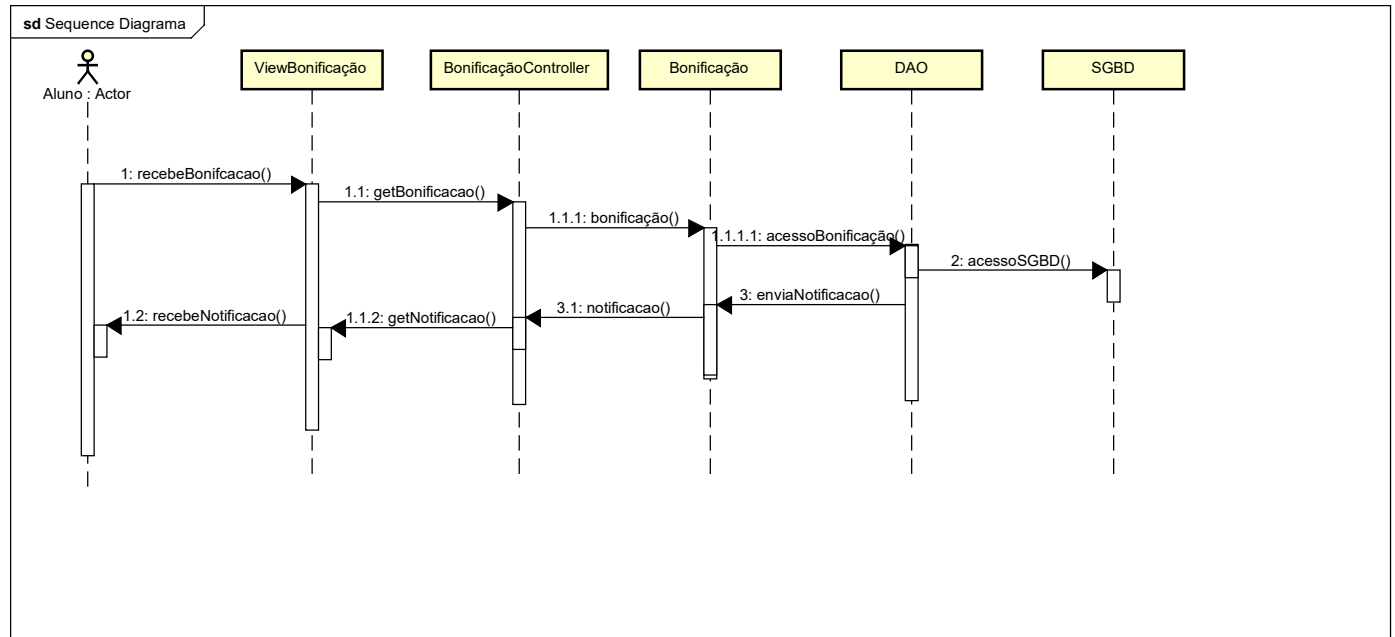 sd Sequence Diagrama
Aluno : Actor
ViewBonificação
BonificaçãoController
Bonificação
DAO
SGBD
1: recebeBonifcacao()
1.1: getBonificacao()
1.1.1: bonificação()
1.1.1.1: acessoBonificação()
2: acessoSGBD()
3: enviaNotificacao()
3.1: notificacao()
1.1.2: getNotificacao()
1.2: recebeNotificacao()